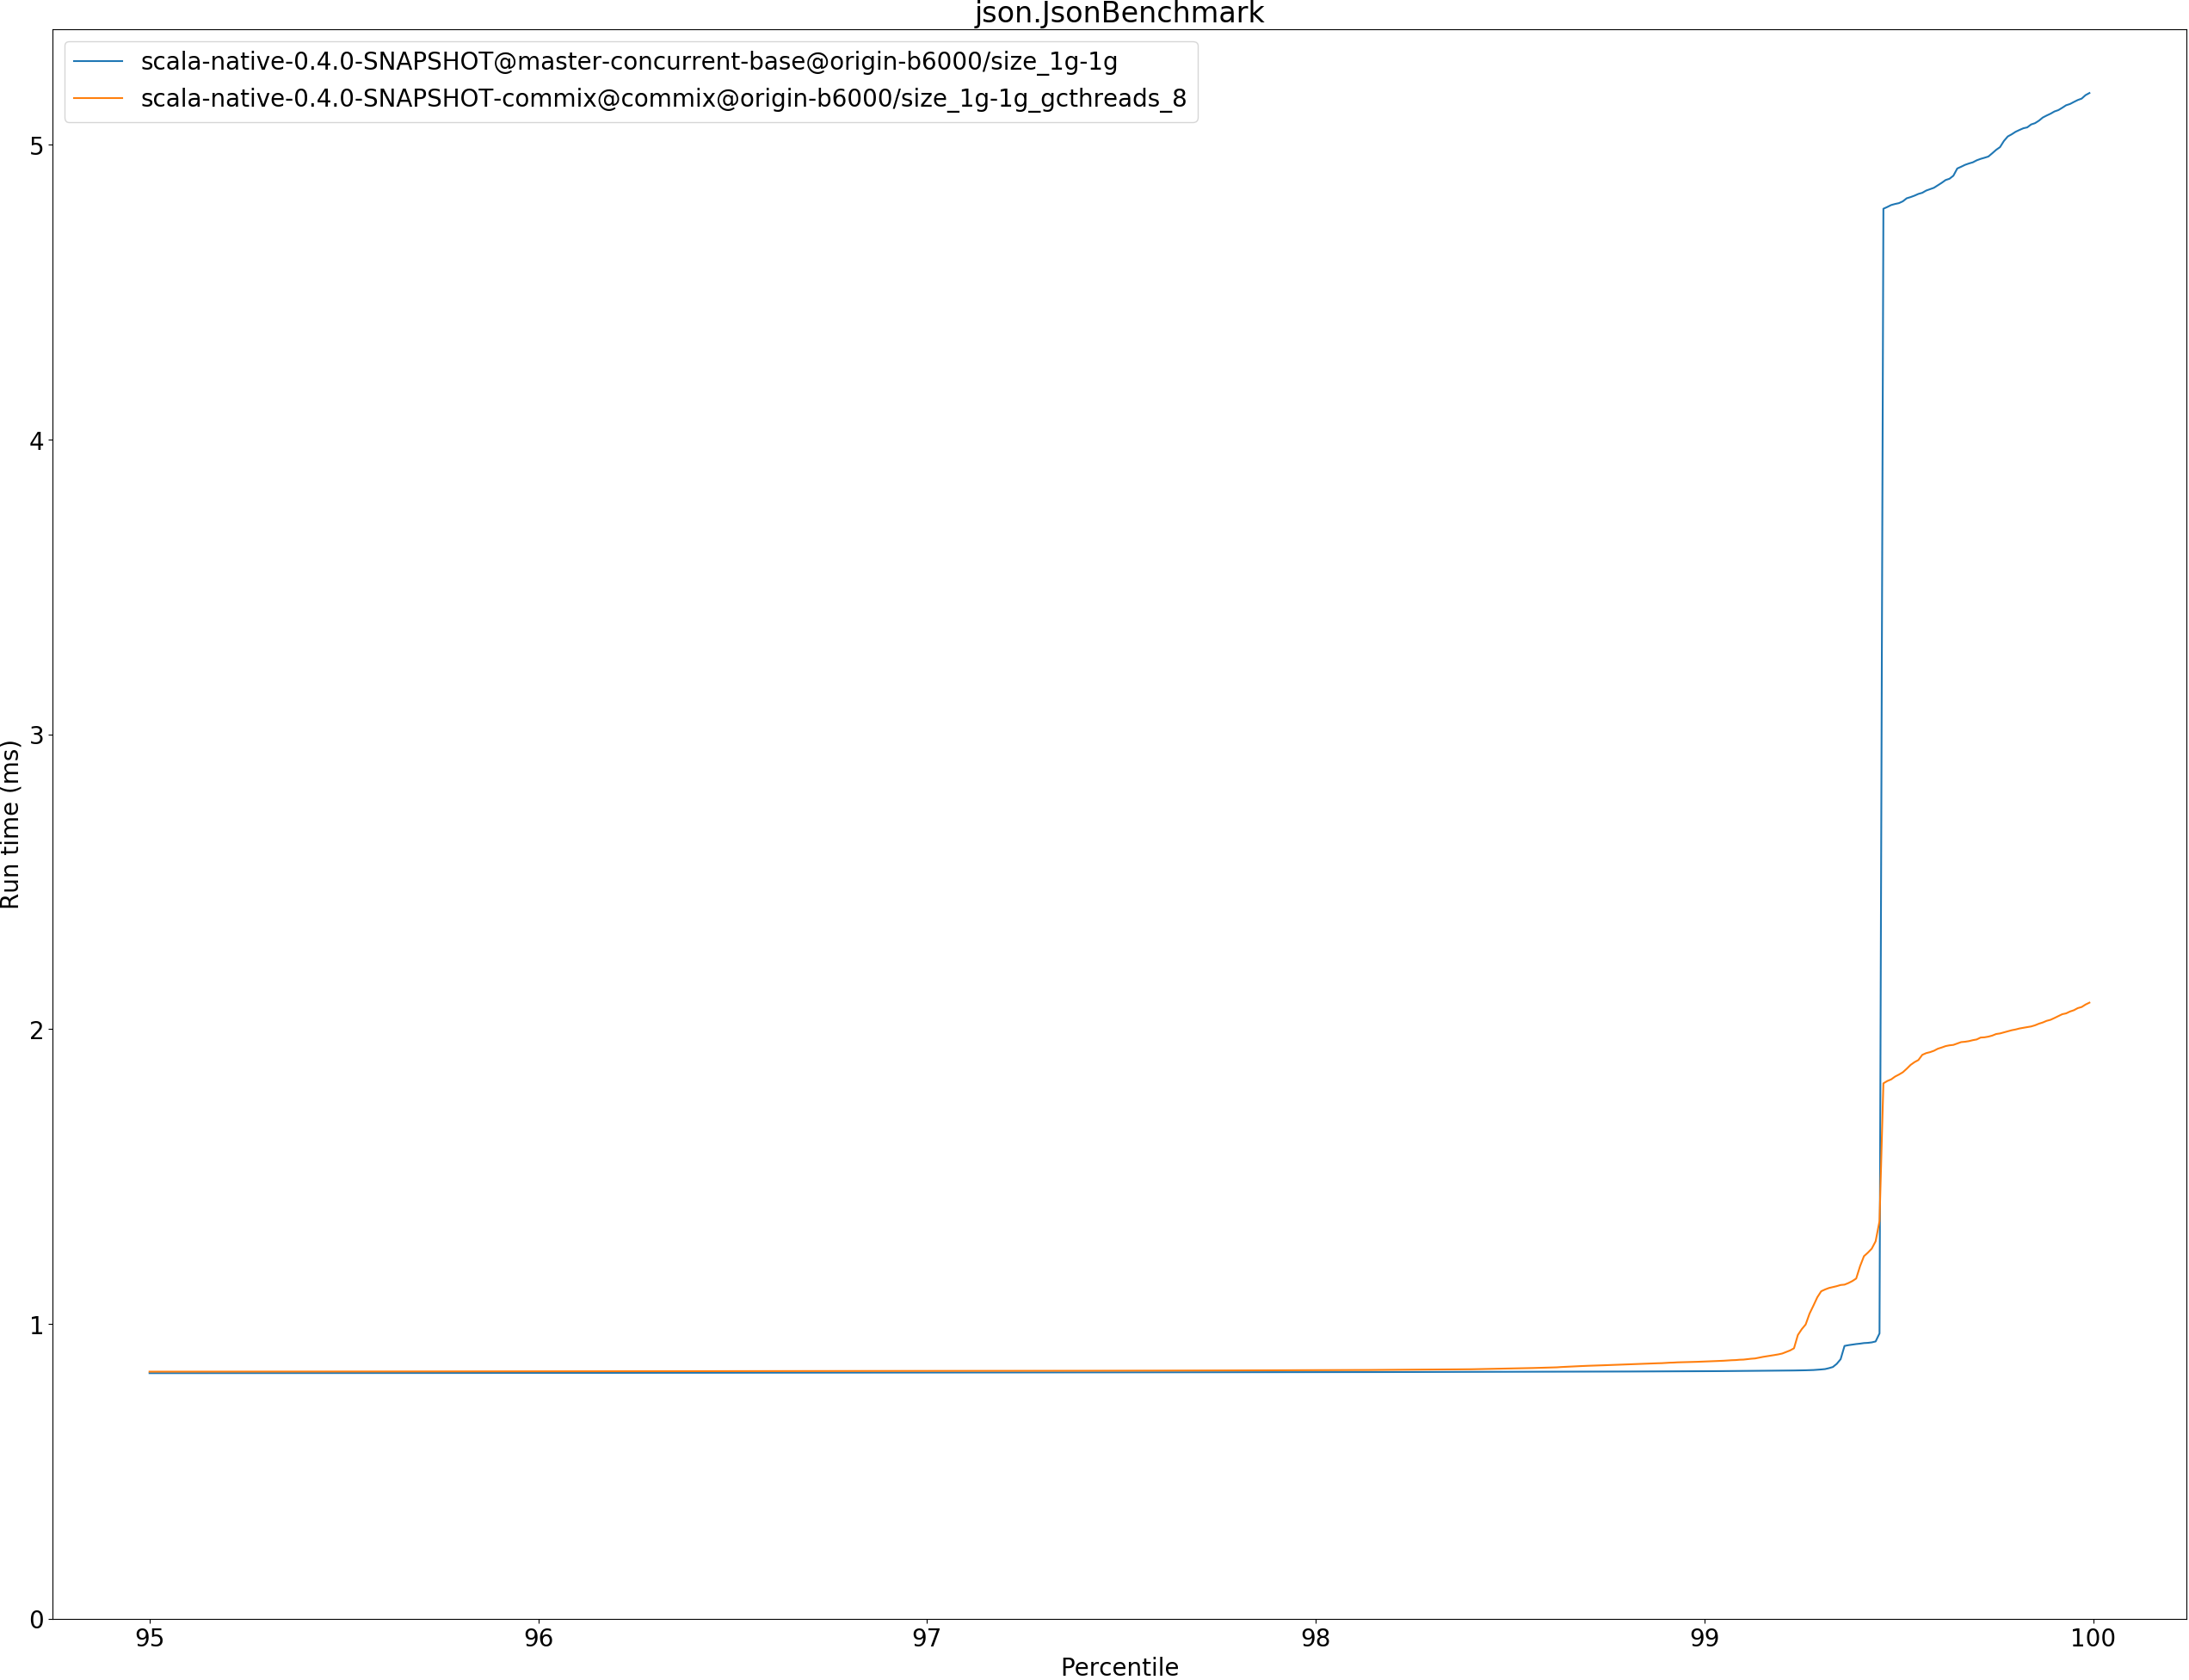 json.JsonBenchmark
scala-native-0.4.0-SNAPSHOT@master-concurrent-base@origin-b6000/size_1g-1g
scala-native-0.4.0-SNAPSHOT-commix@commix@origin-b6000/size_1g-1g_gcthreads_8
5
4
3
2
1
0
Run time (ms)
95 96 97 98 99 100
Percentile